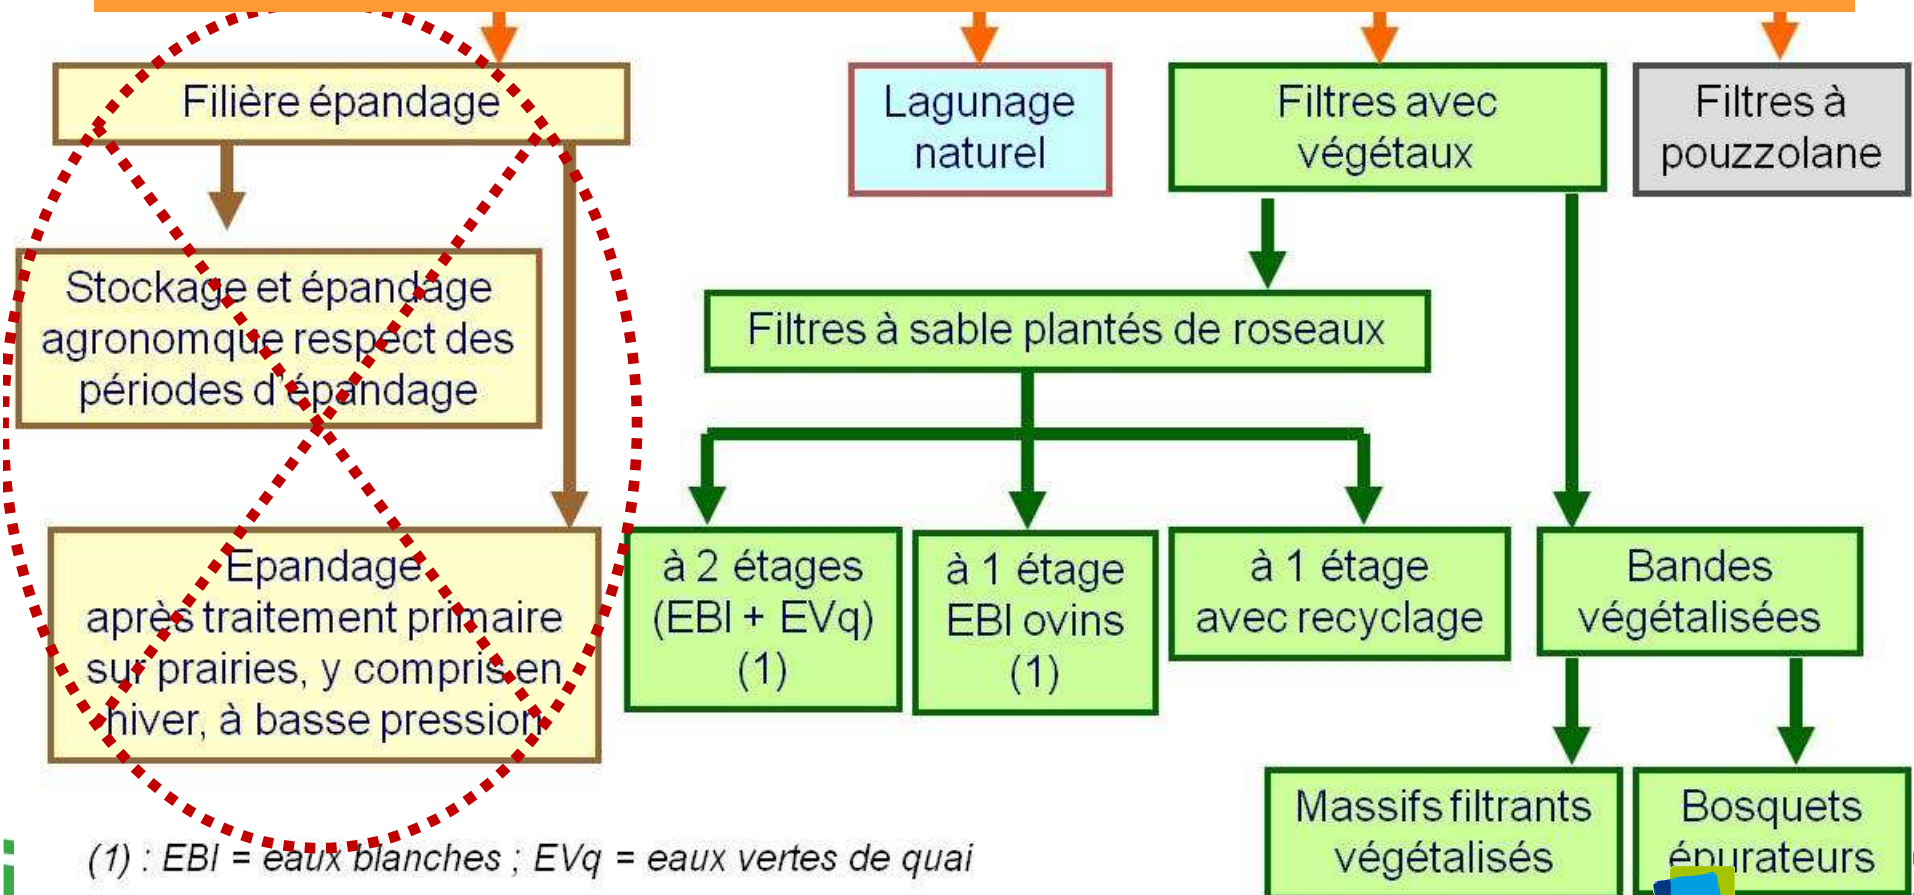 Filière épandage
Lagunage
naturel
Filtres avec
végétaux
Filtres à
pouzzolane
Stockage et épandage
agronomque respect des
périodes d'épandage
Filtres à sable plantés de roseaux
Epandage
après traitement primaire
sur prairies, y compris en
hiver, à basse pression
à 2 étages
(EBl + EVq)
(1)
à 1 étage
EBl ovins
(1)
à 1 étage
avec recyclage
Bandes
végétalisées
Massifs filtrants
végétalisés
Bosquets
épurateurs
(1) : EBl = eaux blanches ; EVq = eaux vertes de quai